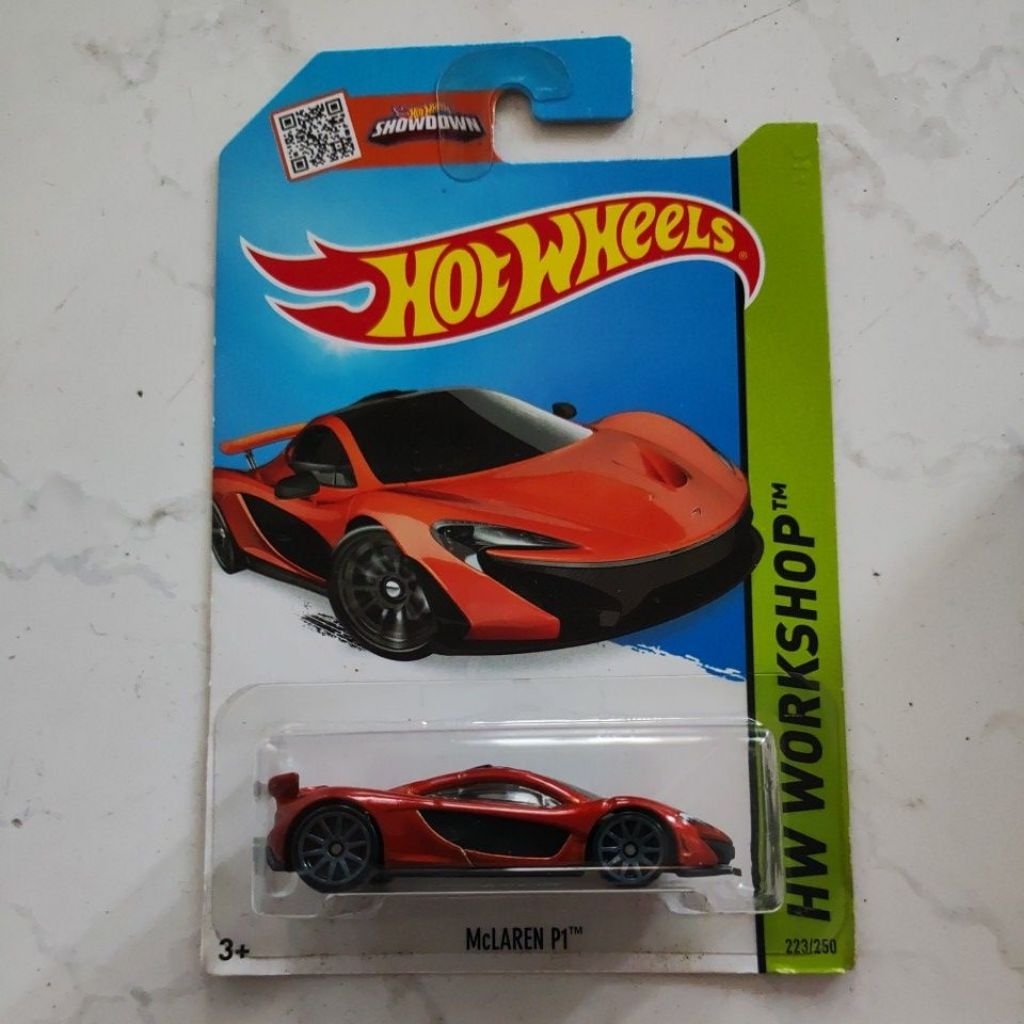 Hot Wheels
SHOWDOWN
Hot Wheels®
HW WORKSHOP™
McLAREN P1™
3+
223/250